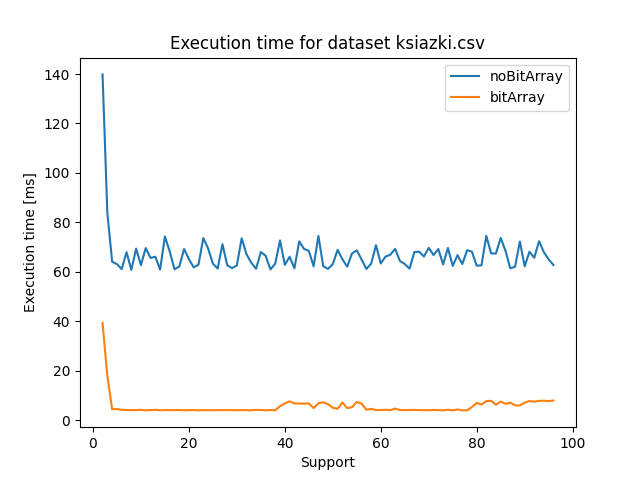 Execution time for dataset ksiazki.csv
noBitArray
bitArray
Execution time [ms]
140
120
100
80
60
40
20
0
0 20 40 60 80 100
Support